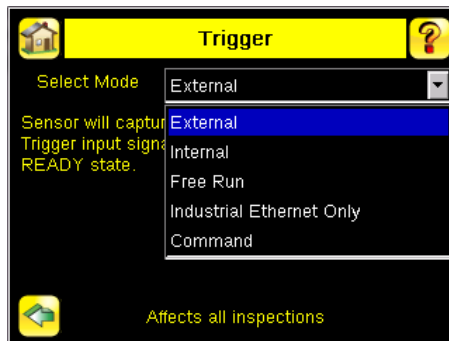 Trigger
?
Select Mode
External
Sensor will captur
Trigger input signa
READY state.
External
Internal
Free Run
Industrial Ethernet Only
Command
Affects all inspections